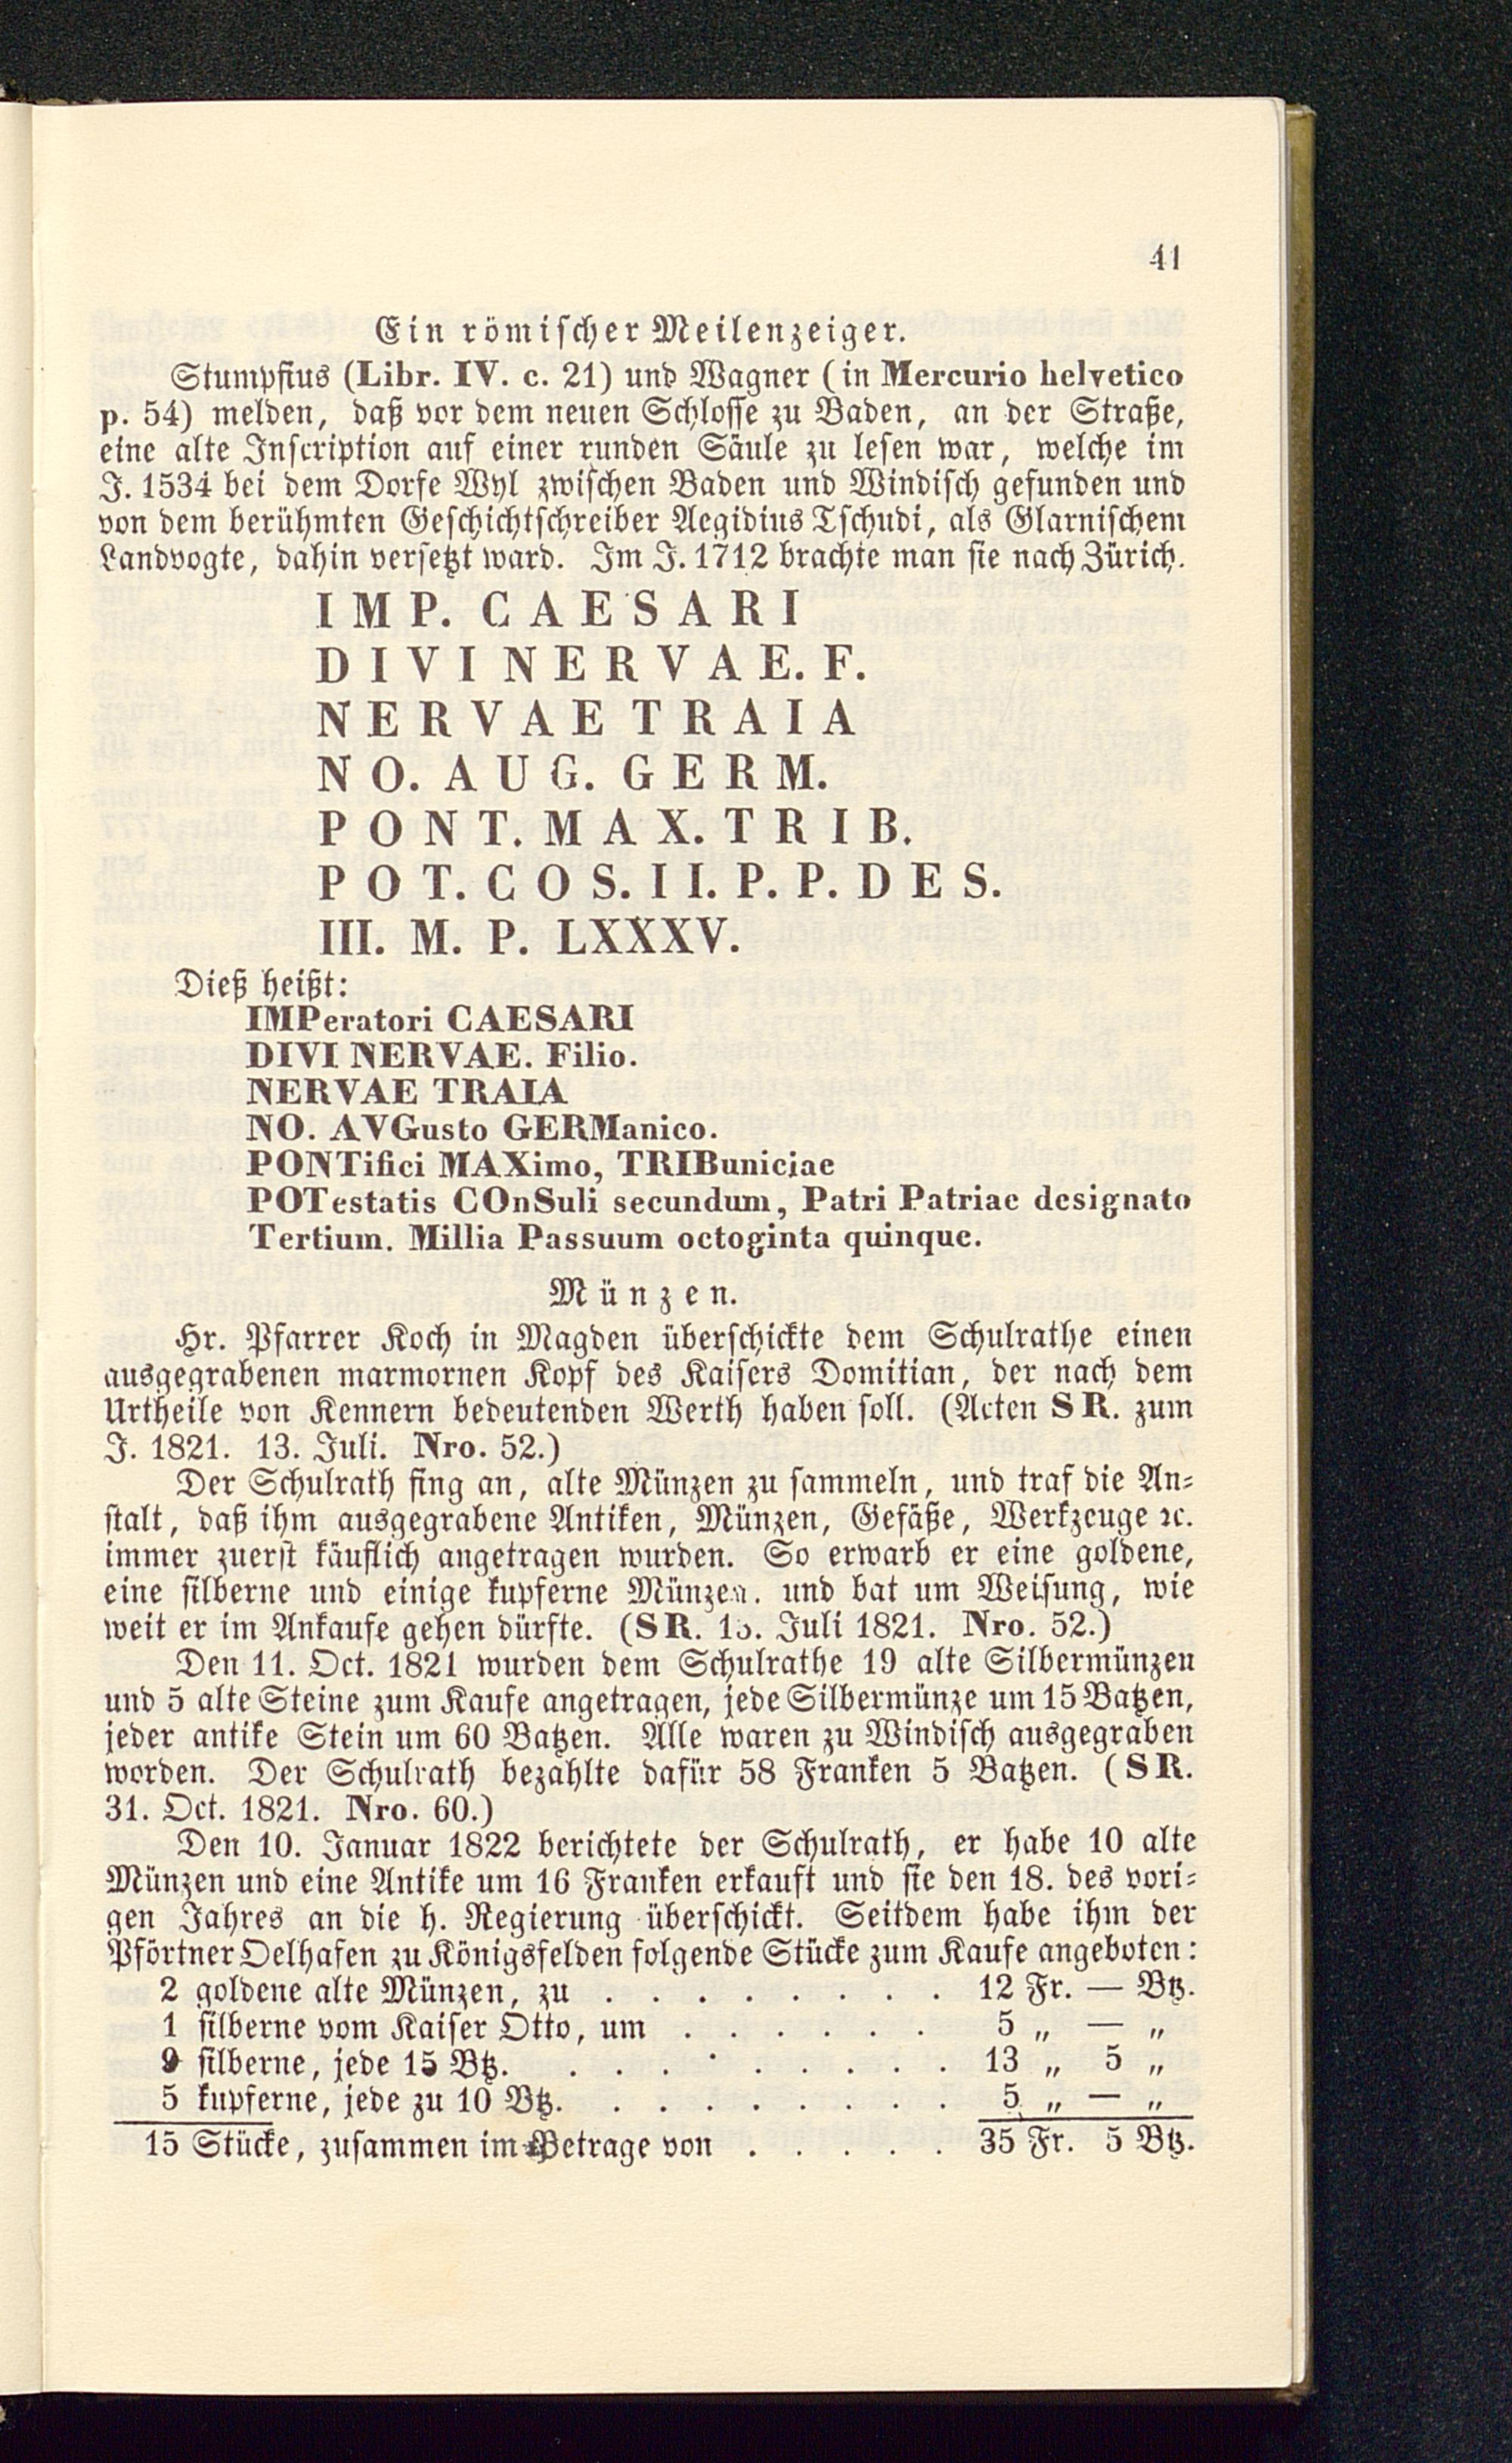 41
Ein römischer Meilenzeiger.
Stumpfius (Libr. IV. c. 21) und Wagner (in Mercurio helvetico
p. 54) melden, daß vor dem neuen Schlosse zu Baden, an der Straße,
eine alte Inscription auf einer runden Säule zu lesen war, welche im
J. 1534 bei dem Dorfe Wyl zwischen Baden und Windisch gefunden und
von dem berühmten Geschichtschreiber Aegidius Tschudi, als Glarnischem
Landvogte, dahin versetzt ward. Im J. 1712 brachte man sie nach Zürich.
IMP. CAESARI
DIVI NERVAE. F.
NERVAE TRAIA
NO. AUG. GERM.
PONT. MAX. TRIB.
POT. COS. II. P. P. DES.
III. M. P. LXXXV.
Dieß heißt:
IMPeratori CAESARI
DIVI NERVAE. Filio.
NERVAE TRAIA
NO. AVGusto GERManico.
PONTifici MAXimo, TRIBuniciae
POTestatis COnSuli secundum, Patri Patriae designato
Tertium. Millia Passuum octoginta quinque.
Münzen.
Hr. Pfarrer Koch in Magden überschickte dem Schulrathe einen
ausgegrabenen marmornen Kopf des Kaisers Domitian, der nach dem
Urtheile von Kennern bedeutenden Werth haben soll. (Acten SR. zum
J. 1821. 13. Juli. Nro. 52.)
Der Schulrath fing an, alte Münzen zu sammeln, und traf die An-
stalt, daß ihm ausgegrabene Antiken, Münzen, Gefäße, Werkzeuge ꝛc.
immer zuerst käuflich angetragen wurden. So erwarb er eine goldene,
eine silberne und einige kupferne Münzen. und bat um Weisung, wie
weit er im Ankaufe gehen dürfte. (SR. 13. Juli 1821. Nro. 52.)
Den 11. Oct. 1821 wurden dem Schulrathe 19 alte Silbermünzen
und 5 alte Steine zum Kaufe angetragen, jede Silbermünze um 15 Batzen,
jeder antike Stein um 60 Batzen. Alle waren zu Windisch ausgegraben
worden. Der Schulrath bezahlte dafür 58 Franken 5 Batzen. (SR.
31. Oct. 1821. Nro. 60.)
Den 10. Januar 1822 berichtete der Schulrath, er habe 10 alte
Münzen und eine Antike um 16 Franken erkauft und sie den 18. des vori-
gen Jahres an die h. Regierung überschickt. Seitdem habe ihm der
Pförtner Oelhafen zu Königsfelden folgende Stücke zum Kaufe angeboten:
2 goldene alte Münzen, zu . . . . . . . . 12 Fr. — Btz.
1 silberne vom Kaiser Otto, um . . . . . . 5 „ — „
9 silberne, jede 15 Btz. . . . . . . . . . 13 „ 5 „
5 kupferne, jede zu 10 Btz. . . . . . . . . 5 „ — „
15 Stücke, zusammen im Betrage von . . . . . 35 Fr. 5 Btz.